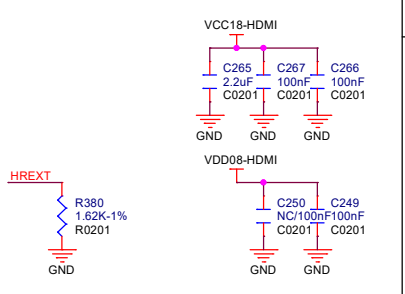 VCC18-HDMI
C265 C267 C266
2.2uF 100nF 100nF
C0201 C0201 C0201
GND GND GND
VDD08-HDMI
HREXT
R380 C250 C249
1.62K-1% NC/100nF 100nF
R0201 C0201 C0201
GND GND GND